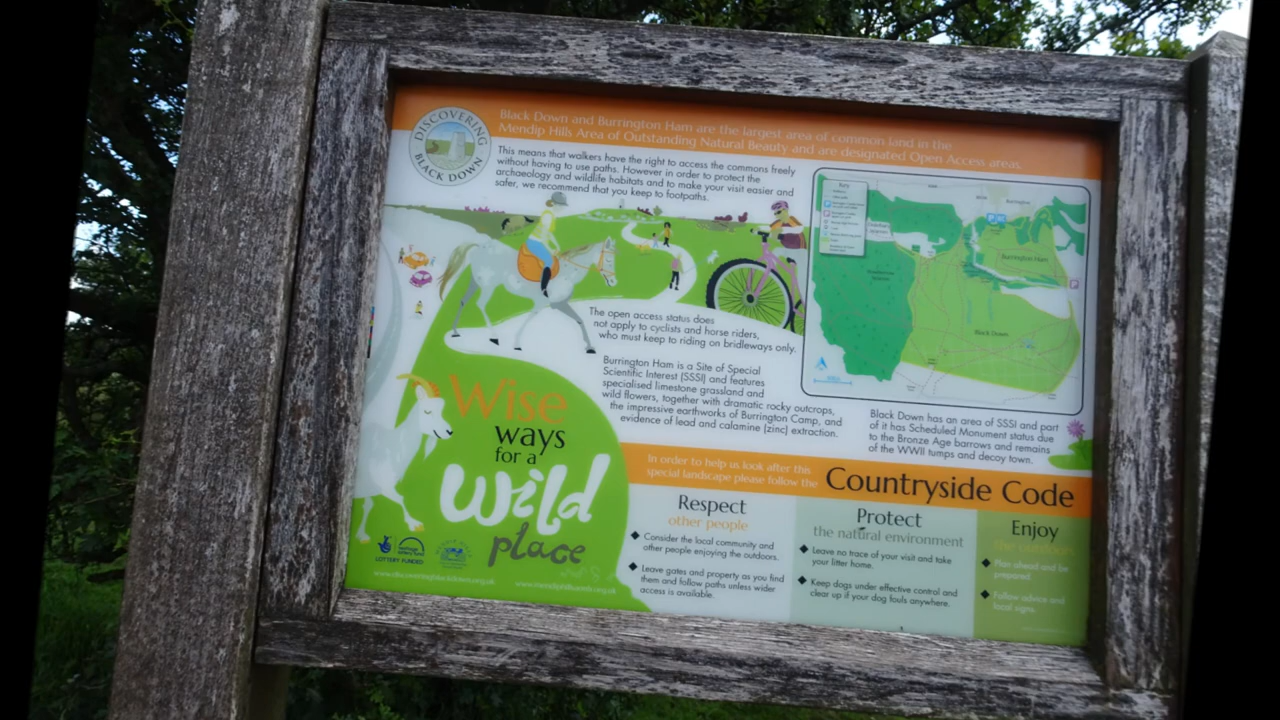 DISCOVERING
BLACK DOWN
Black Down and Burrington Ham are the largest area of common land in the
Mendip Hills Area of Outstanding Natural Beauty and are designated Open Access areas.
This means that walkers have the right to access the commons freely
without having to use paths. However in order to protect the
archaeology and wildlife habitats and to make your visit easier and
safer, we recommend that you keep to footpaths.
The open access status does
not apply to cyclists and horse riders,
who must keep to riding on bridleways only.
Burrington Ham is a Site of Special
Scientific Interest (SSSI) and features
specialised limestone grassland and
wild flowers, together with dramatic rocky outcrops,
the impressive earthworks of Burrington Camp, and
evidence of lead and calamine (zinc) extraction.
Key
Burrington
Burrington Ham
Black Down
Black Down has an area of SSSI and part
of it has Scheduled Monument status due
to the Bronze Age barrows and remains
of the WWII tumps and decoy town.
Wise
ways
for a
wild
place
LOTTERY FUNDED
In order to help us look after this
special landscape please follow the
Countryside Code
Respect
other people
Consider the local community and
other people enjoying the outdoors.
Leave gates and property as you find
them and follow paths unless wider
access is available.
Protect
the natural environment
Leave no trace of your visit and take
your litter home.
Keep dogs under effective control and
clear up if your dog fouls anywhere.
Enjoy
the outdoors
Plan ahead and be
prepared.
Follow advice and
local signs.